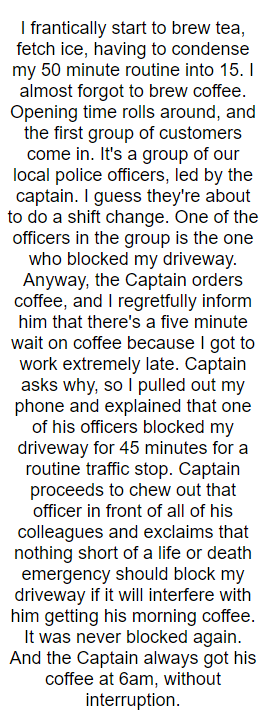 I frantically start to brew tea,
fetch ice, having to condense
my 50 minute routine into 15. I
almost forgot to brew coffee.
Opening time rolls around, and
the first group of customers
come in. It's a group of our
local police officers, led by the
captain. I guess they're about
to do a shift change. One of the
officers in the group is the one
who blocked my driveway.
Anyway, the Captain orders
coffee, and I regretfully inform
him that there's a five minute
wait on coffee because I got to
work extremely late. Captain
asks why, so I pulled out my
phone and explained that one
of his officers blocked my
driveway for 45 minutes for a
routine traffic stop. Captain
proceeds to chew out that
officer in front of all of his
colleagues and exclaims that
nothing short of a life or death
emergency should block my
driveway if it will interfere with
him getting his morning coffee.
It was never blocked again.
And the Captain always got his
coffee at 6am, without
interruption.